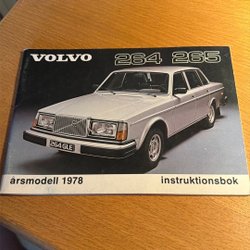 VOLVO 264 265
264 GLE
årsmodell 1978 instruktionsbok